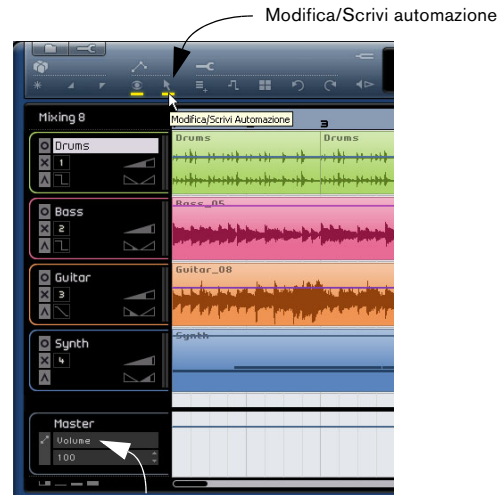 Modifica/Scrivi automazione
Mixing 8
Modifica/Scrivi Automazione
3
Drums
Drums
Drums
1
Bass_05
Bass
2
Guitar_08
Guitar
3
Synth
Synth
4
Master
Volume
100